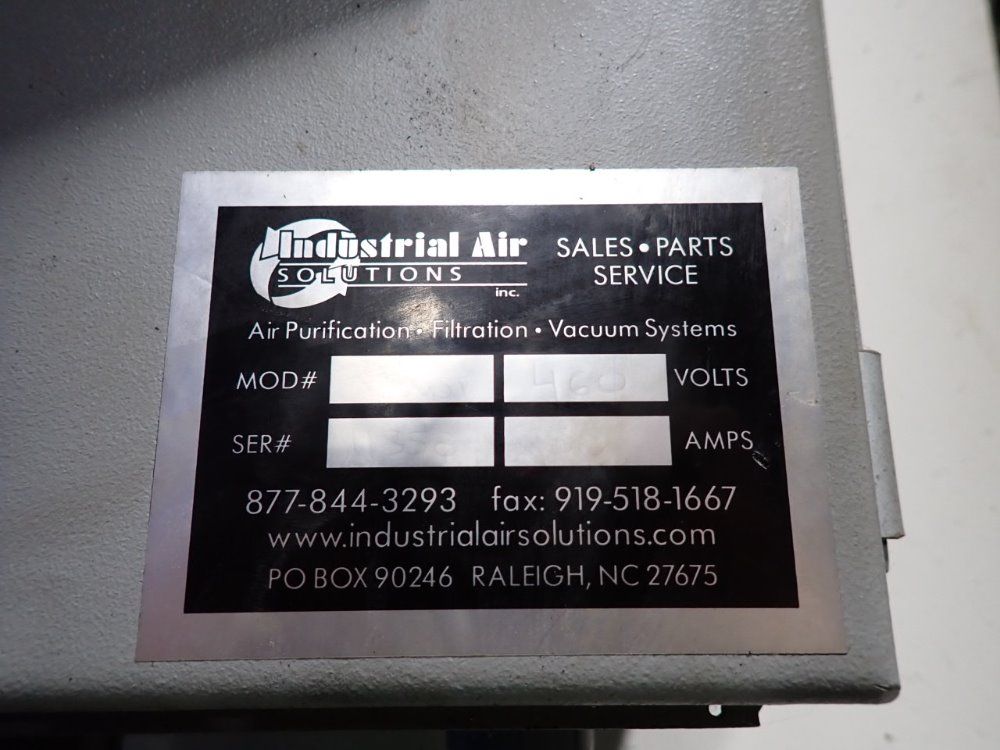 Industrial Air
SOLUTIONS
inc.
SALES • PARTS
SERVICE
Air Purification • Filtration • Vacuum Systems
MOD# 460 VOLTS
SER# AMPS
877-844-3293 fax: 919-518-1667
www.industrialairsolutions.com
PO BOX 90246 RALEIGH, NC 27675